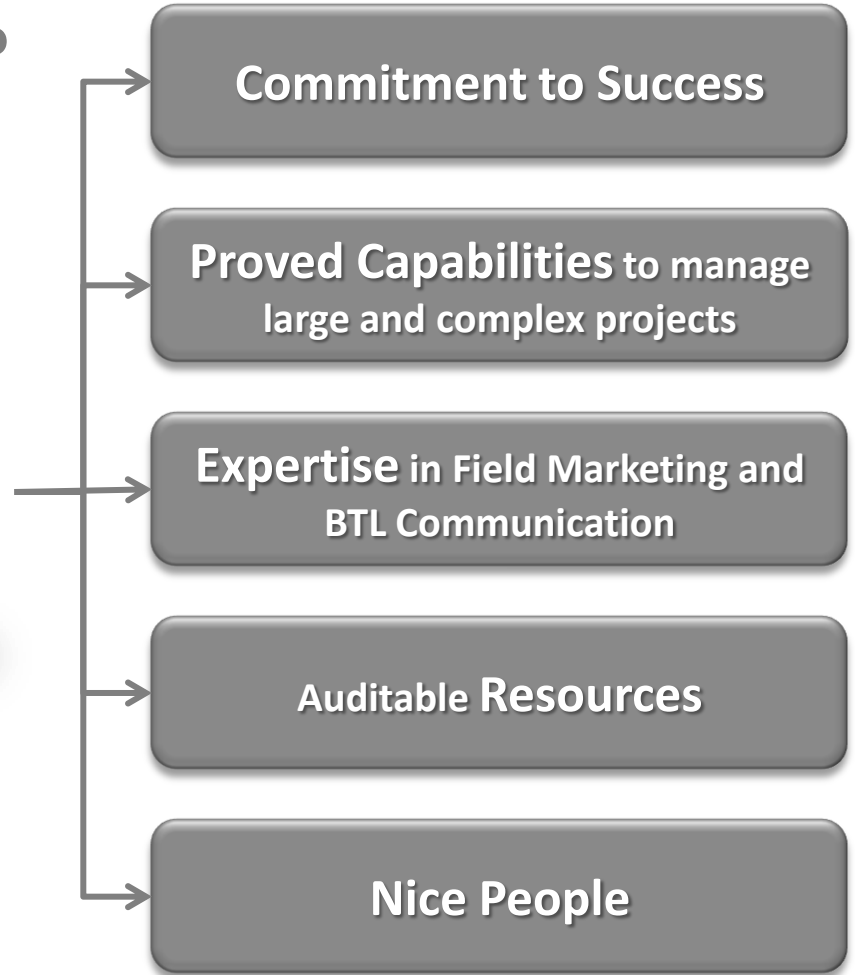 Commitment to Success
Proved Capabilities to manage
large and complex projects
Expertise in Field Marketing and
BTL Communication
Auditable Resources
Nice People